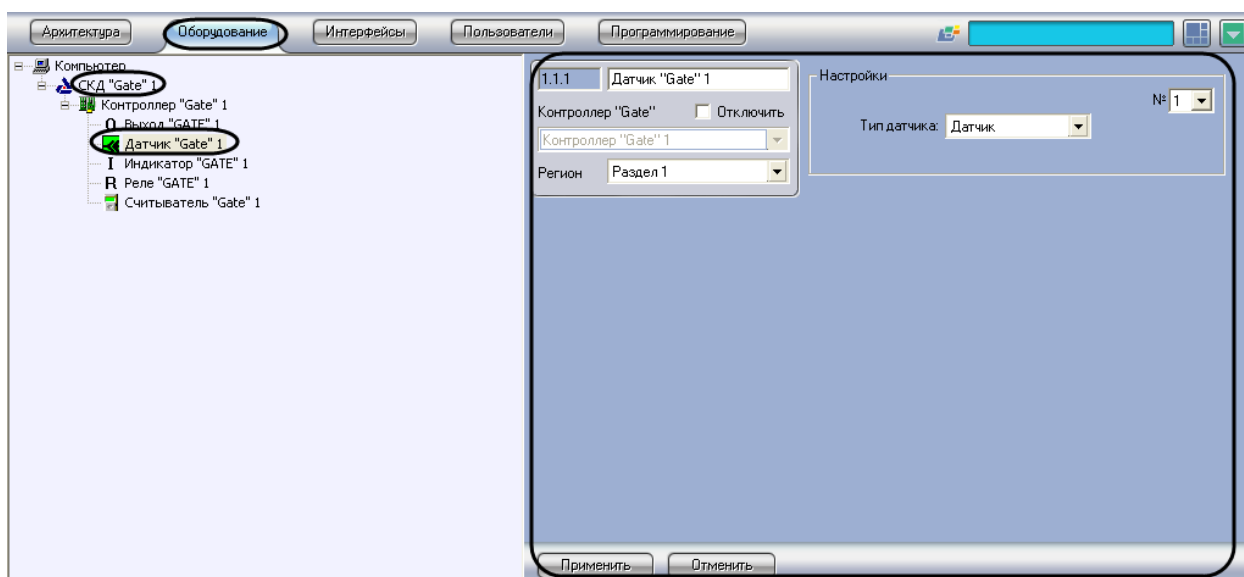 Архитектура Оборудование Интерфейсы Пользователи Программирование
Компьютер
СКД "Gate" 1
Контроллер "Gate" 1
O Выход "GATE" 1
Датчик "Gate" 1
I Индикатор "GATE" 1
R Реле "GATE" 1
Считыватель "Gate" 1
1.1.1 Датчик "Gate" 1
Контроллер "Gate" Отключить
Контроллер "Gate" 1
Регион Раздел 1
Настройки
№ 1
Тип датчика: Датчик
Применить Отменить